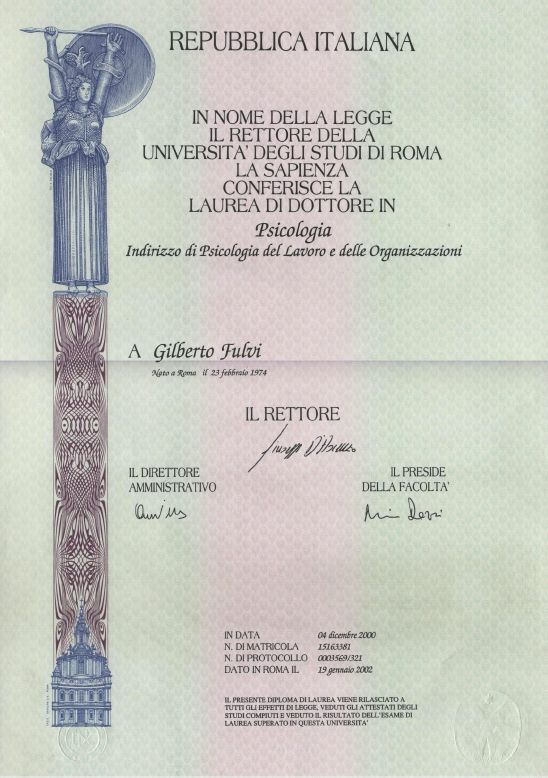 REPUBBLICA ITALIANA
IN NOME DELLA LEGGE
IL RETTORE DELLA
UNIVERSITA' DEGLI STUDI DI ROMA
LA SAPIENZA
CONFERISCE LA
LAUREA DI DOTTORE IN
Psicologia
Indirizzo di Psicologia del Lavoro e delle Organizzazioni
A Gilberto Fulvi
Nato a Roma il 23 febbraio 1974
IL RETTORE
IL DIRETTORE
AMMINISTRATIVO
IL PRESIDE
DELLA FACOLTA'
IN DATA 04 dicembre 2000
N. DI MATRICOLA 15163381
N. DI PROTOCOLLO 0003569/321
DATO IN ROMA IL 19 gennaio 2002
IL PRESENTE DIPLOMA DI LAUREA VIENE RILASCIATO A
TUTTI GLI EFFETTI DI LEGGE, VEDUTI GLI ATTESTATI DEGLI
STUDI COMPIUTI E VEDUTO IL RISULTATO DELL'ESAME DI
LAUREA SUPERATO IN QUESTA UNIVERSITA'